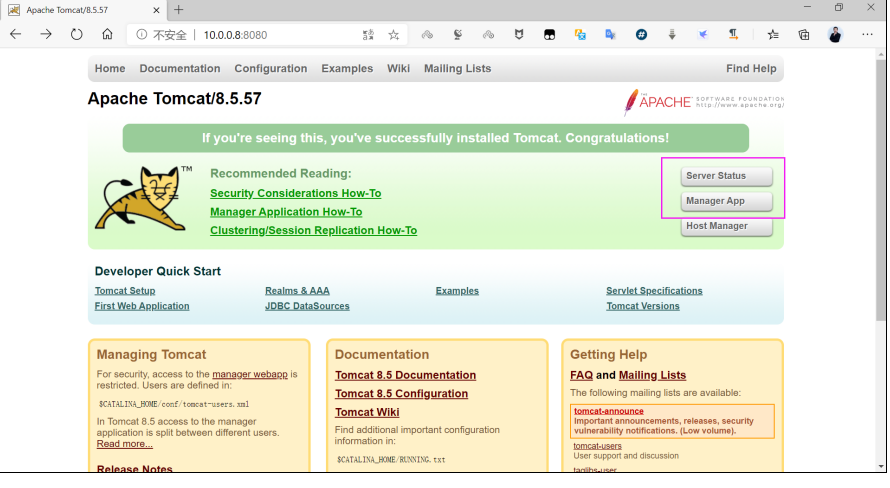 Apache Tomcat/8.5.57
不安全 | 10.0.0.8:8080
Home Documentation Configuration Examples Wiki Mailing Lists Find Help
Apache Tomcat/8.5.57
THE
APACHE SOFTWARE FOUNDATION
http://www.apache.org/
If you're seeing this, you've successfully installed Tomcat. Congratulations!
TM
Recommended Reading:
Security Considerations How-To
Manager Application How-To
Clustering/Session Replication How-To
Server Status
Manager App
Host Manager
Developer Quick Start
Tomcat Setup Realms & AAA Examples Servlet Specifications
First Web Application JDBC DataSources Tomcat Versions
Managing Tomcat
For security, access to the manager webapp is
restricted. Users are defined in:
$CATALINA_HOME/conf/tomcat-users.xml
In Tomcat 8.5 access to the manager
application is split between different users.
Read more...
Release Notes
Documentation
Tomcat 8.5 Documentation
Tomcat 8.5 Configuration
Tomcat Wiki
Find additional important configuration
information in:
$CATALINA_HOME/RUNNING.txt
Getting Help
FAQ and Mailing Lists
The following mailing lists are available:
tomcat-announce
Important announcements, releases, security
vulnerability notifications. (Low volume).
tomcat-users
User support and discussion
taglibs-user